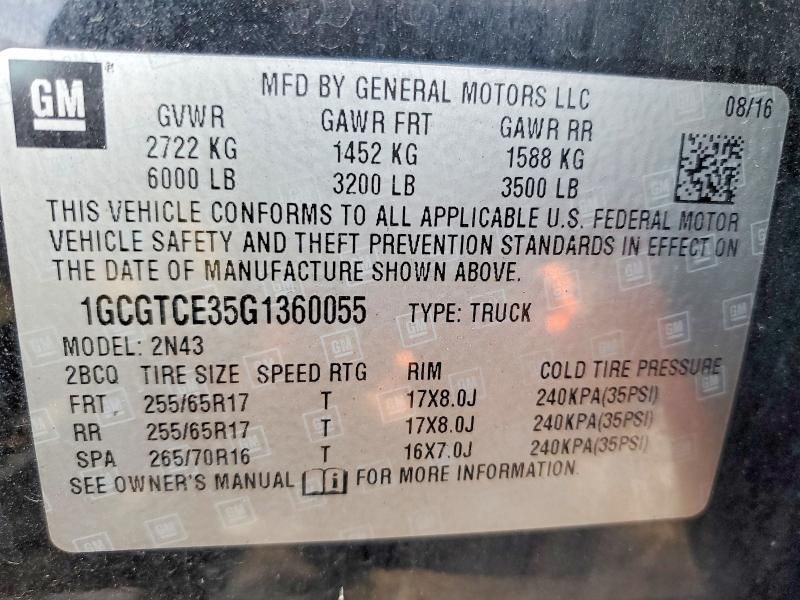 GM
MFD BY GENERAL MOTORS LLC
08/16
GVWR GAWR FRT GAWR RR
2722 KG 1452 KG 1588 KG
6000 LB 3200 LB 3500 LB
THIS VEHICLE CONFORMS TO ALL APPLICABLE U.S. FEDERAL MOTOR
VEHICLE SAFETY AND THEFT PREVENTION STANDARDS IN EFFECT ON
THE DATE OF MANUFACTURE SHOWN ABOVE.
1GCGTCE35G1360055 TYPE: TRUCK
MODEL: 2N43
2BCQ TIRE SIZE SPEED RTG RIM COLD TIRE PRESSURE
FRT 255/65R17 T 17X8.0J 240KPA(35PSI)
RR 255/65R17 T 17X8.0J 240KPA(35PSI)
SPA 265/70R16 T 16X7.0J 240KPA(35PSI)
SEE OWNER'S MANUAL FOR MORE INFORMATION.